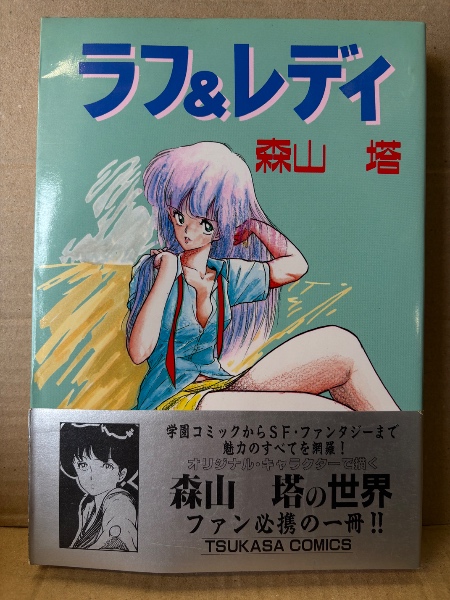 ラフ&レディ
森山 塔
学園コミックからSF・ファンタジーまで
魅力のすべてを網羅!
オリジナル・キャラクターで描く
森山 塔の世界
ファン必携の一冊!!
TSUKASA COMICS